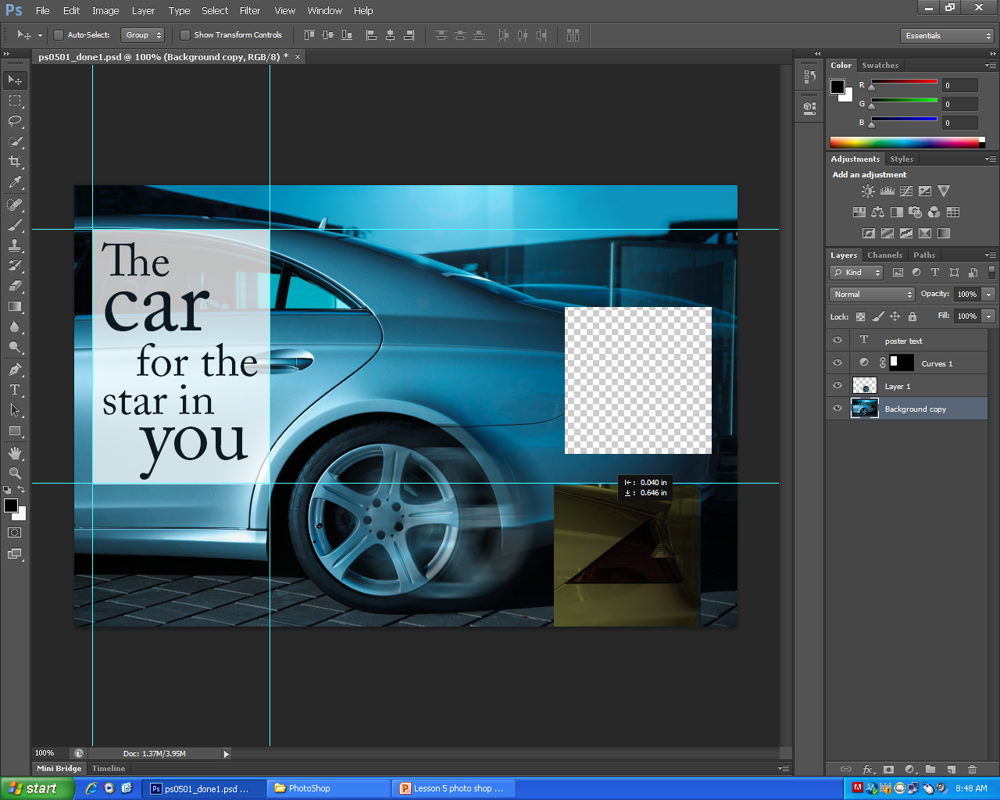 Ps File Edit Image Layer Type Select Filter View Window Help
Auto-Select: Group Show Transform Controls Essentials
ps0501_done1.psd @ 100% (Background copy, RGB/8) * ×
Color Swatches
R 0
G 0
B 0
Adjustments Styles
Add an adjustment
Layers Channels Paths
Kind
Normal Opacity: 100%
Lock: Fill: 100%
T poster text
Curves 1
Layer 1
Background copy
The
car
for the
star in
you
0.040 in
0.646 in
100% Doc: 1.37M/3.95M
Mini Bridge Timeline
start Ps ps0501_done1.psd ... PhotoShop Lesson 5 photo shop ... 8:48 AM